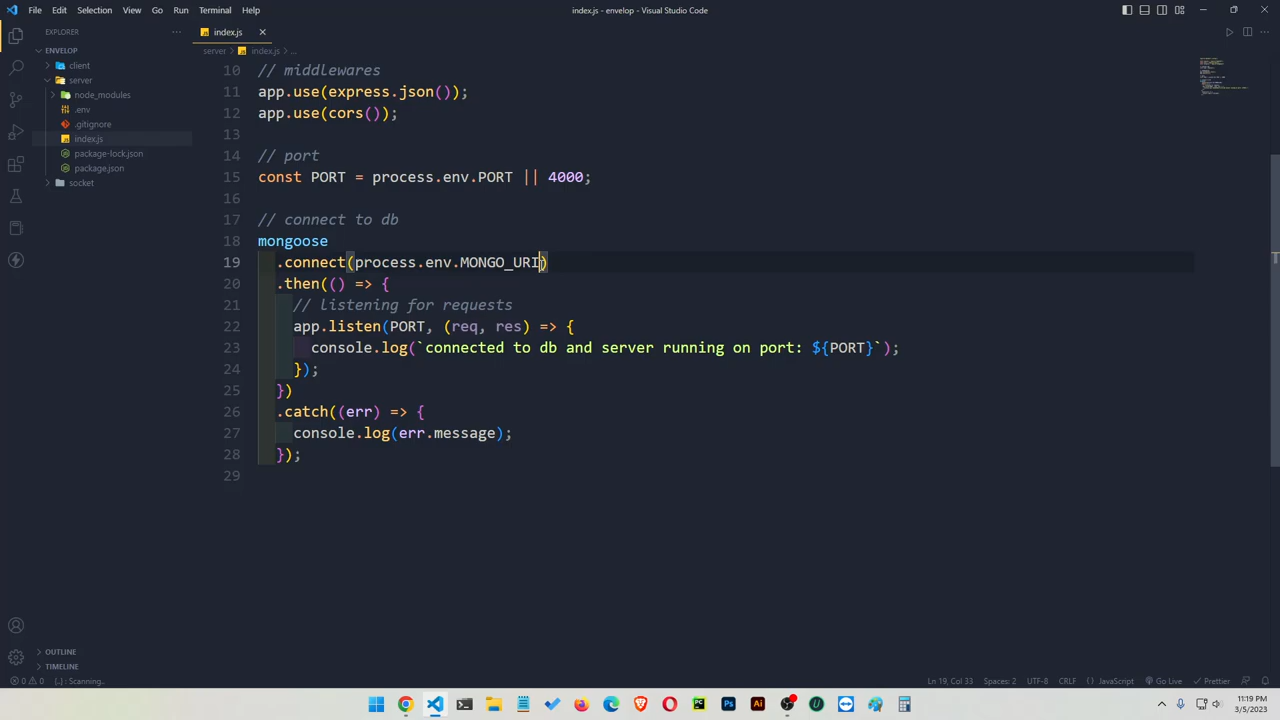 File Edit Selection View Go Run Terminal Help
index.js - envelop - Visual Studio Code
EXPLORER
ENVELOP
client
server
node_modules
.env
.gitignore
index.js
package-lock.json
package.json
socket
OUTLINE
TIMELINE
index.js
server > index.js > ...
10 // middlewares
11 app.use(express.json());
12 app.use(cors());
13
14 // port
15 const PORT = process.env.PORT || 4000;
16
17 // connect to db
18 mongoose
19 .connect(process.env.MONGO_URI)
20 .then(() => {
21 // listening for requests
22 app.listen(PORT, (req, res) => {
23 console.log(`connected to db and server running on port: ${PORT}`);
24 });
25 })
26 .catch((err) => {
27 console.log(err.message);
28 });
29
0 0 {..} : Scanning..
Ln 19, Col 33 Spaces: 2 UTF-8 CRLF {} JavaScript Go Live Prettier
11:19 PM
3/5/2023